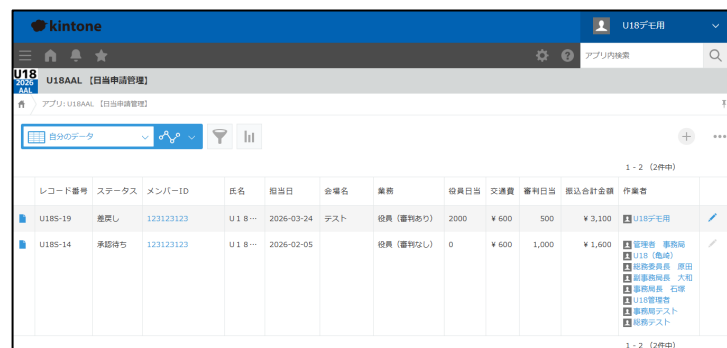 kintone
U18デモ用
アプリ内検索
U18
2026
AAL
U18AAL 【日当申請管理】
アプリ: U18AAL 【日当申請管理】
自分のデータ
1 - 2 （2件中）
レコード番号 ステータス メンバーID 氏名 担当日 会場名 業務 役員日当 交通費 審判日当 振込合計金額 作業者
U18S-19 差戻し 123123123 U18… 2026-03-24 テスト 役員（審判あり） 2000 ¥ 600 500 ¥ 3,100 U18デモ用
U18S-14 承認待ち 123123123 U18… 2026-02-05 役員（審判なし） 0 ¥ 600 1,000 ¥ 1,600 管理者 事務局
U18（亀崎）
総務委員長 原田
副事務局長 大和
事務局長 石塚
U18管理者
事務局テスト
総務テスト
1 - 2 （2件中）